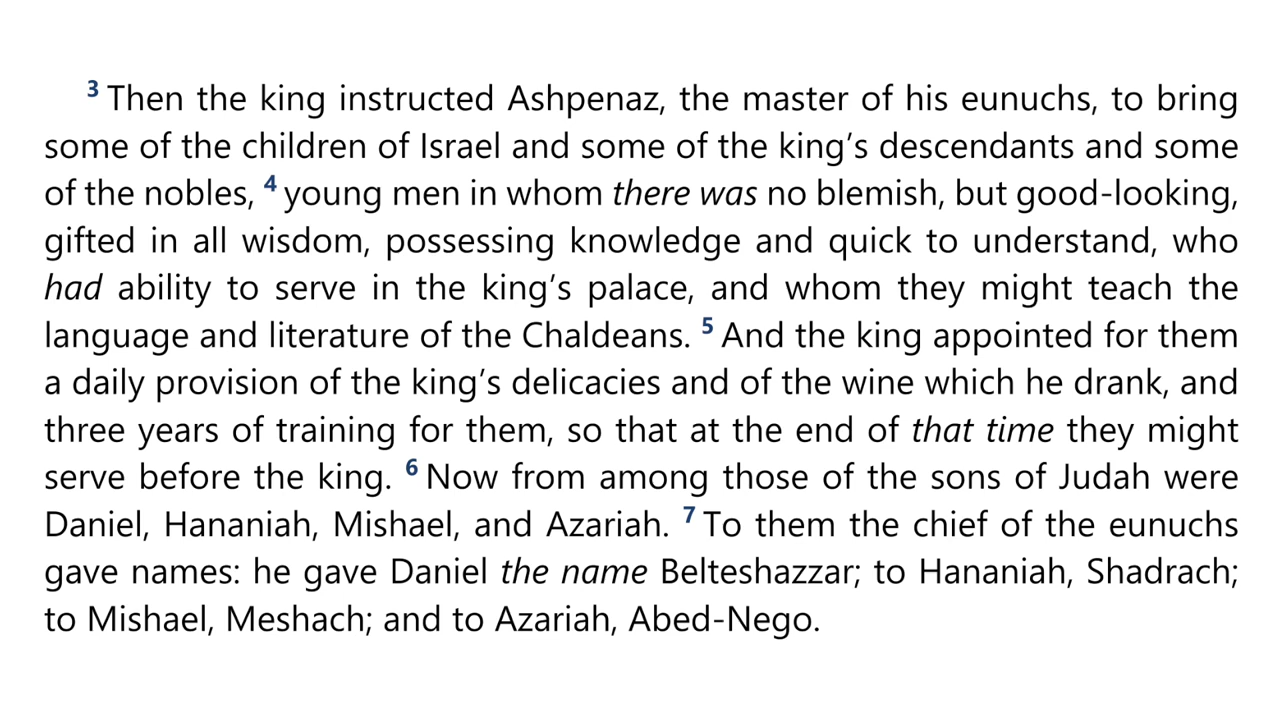 3 Then the king instructed Ashpenaz, the master of his eunuchs, to bring
some of the children of Israel and some of the king’s descendants and some
of the nobles, 4 young men in whom there was no blemish, but good-looking,
gifted in all wisdom, possessing knowledge and quick to understand, who
had ability to serve in the king’s palace, and whom they might teach the
language and literature of the Chaldeans. 5 And the king appointed for them
a daily provision of the king’s delicacies and of the wine which he drank, and
three years of training for them, so that at the end of that time they might
serve before the king. 6 Now from among those of the sons of Judah were
Daniel, Hananiah, Mishael, and Azariah. 7 To them the chief of the eunuchs
gave names: he gave Daniel the name Belteshazzar; to Hananiah, Shadrach;
to Mishael, Meshach; and to Azariah, Abed-Nego.